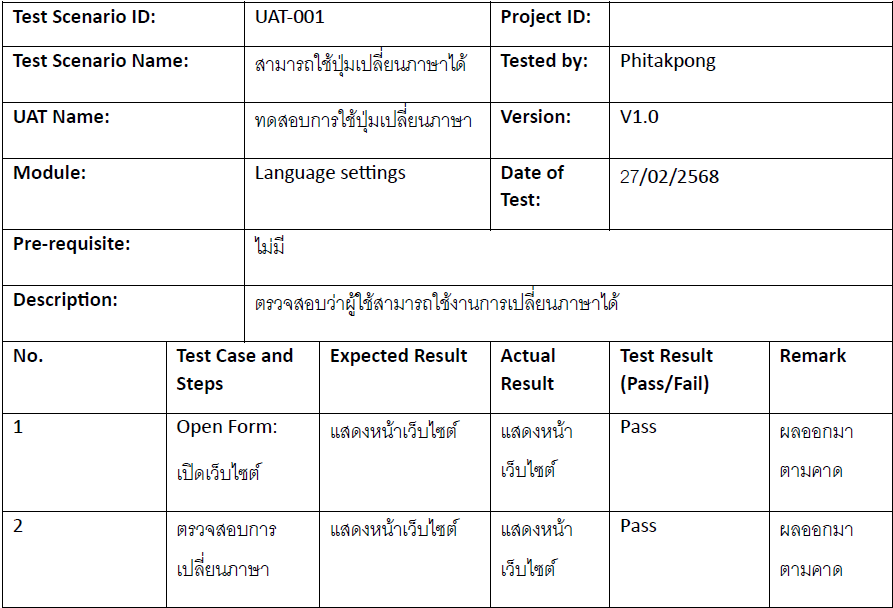 Test Scenario ID: UAT-001 Project ID:
Test Scenario Name: สามารถใช้ปุ่มเปลี่ยนภาษาได้ Tested by: Phitakpong
UAT Name: ทดสอบการใช้ปุ่มเปลี่ยนภาษา Version: V1.0
Module: Language settings Date of Test: 27/02/2568
Pre-requisite: ไม่มี
Description: ตรวจสอบว่าผู้ใช้สามารถใช้งานการเปลี่ยนภาษาได้
No. Test Case and Steps Expected Result Actual Result Test Result (Pass/Fail) Remark
1 Open Form: เปิดเว็บไซต์ แสดงหน้าเว็บไซต์ แสดงหน้าเว็บไซต์ Pass ผลออกมาตามคาด
2 ตรวจสอบการเปลี่ยนภาษา แสดงหน้าเว็บไซต์ แสดงหน้าเว็บไซต์ Pass ผลออกมาตามคาด